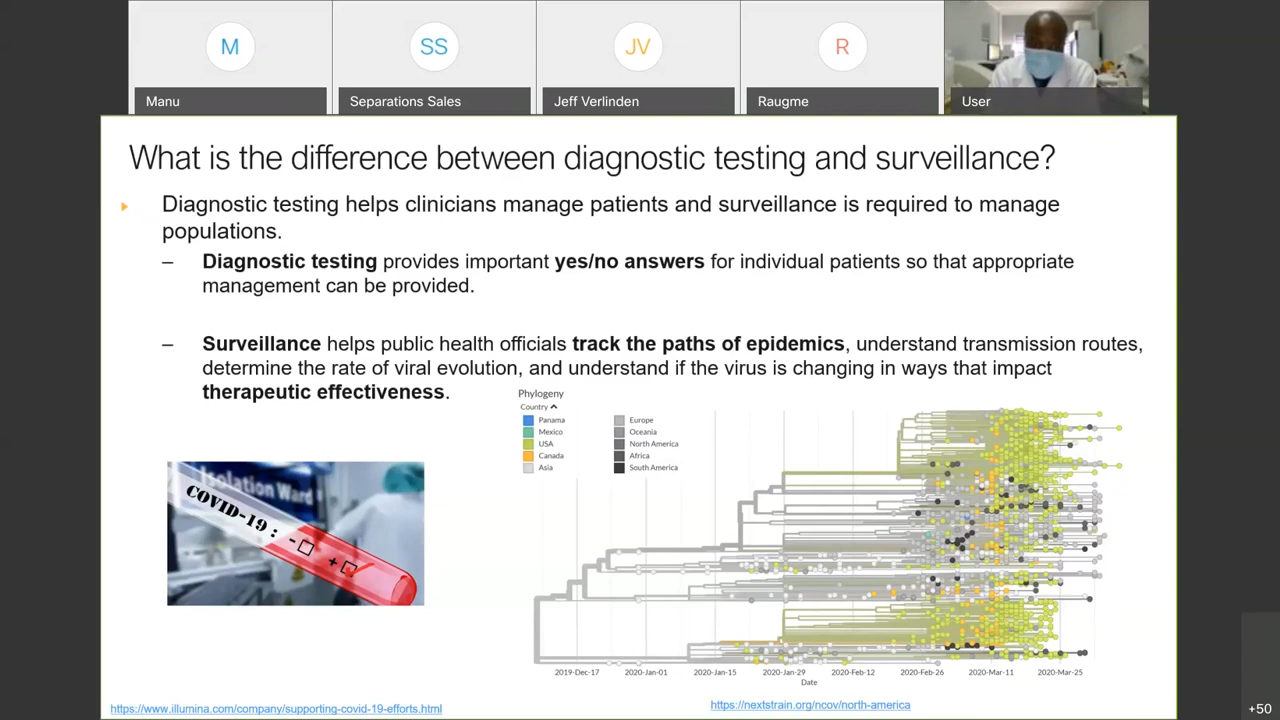 M
SS
JV
R
Manu
Separations Sales
Jeff Verlinden
Raugme
User
What is the difference between diagnostic testing and surveillance?
Diagnostic testing helps clinicians manage patients and surveillance is required to manage
populations.
– Diagnostic testing provides important yes/no answers for individual patients so that appropriate
management can be provided.
– Surveillance helps public health officials track the paths of epidemics, understand transmission routes,
determine the rate of viral evolution, and understand if the virus is changing in ways that impact
therapeutic effectiveness.
Phylogeny
Country
Panama
Mexico
USA
Canada
Asia
Europe
Oceania
North America
Africa
South America
Isolation Ward
COVID-19 : -
+
2019-Dec-17
2020-Jan-01
2020-Jan-15
2020-Jan-29
2020-Feb-12
2020-Feb-26
2020-Mar-11
2020-Mar-25
Date
https://www.illumina.com/company/supporting-covid-19-efforts.html
https://nextstrain.org/ncov/north-america
+50